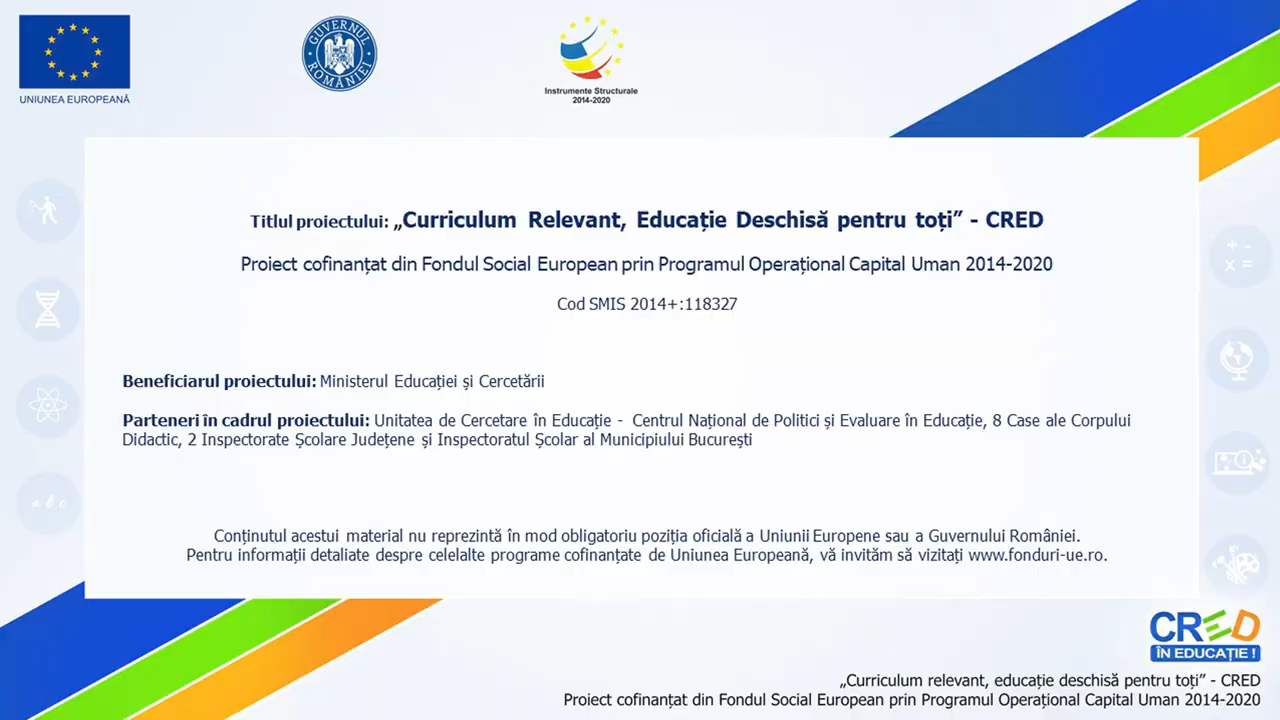 UNIUNEA EUROPEANĂ
GUVERNUL ROMÂNIEI
Instrumente Structurale
2014-2020
Titlul proiectului: „Curriculum Relevant, Educație Deschisă pentru toți” - CRED
Proiect cofinanțat din Fondul Social European prin Programul Operațional Capital Uman 2014-2020
Cod SMIS 2014+:118327
Beneficiarul proiectului: Ministerul Educației și Cercetării
Parteneri în cadrul proiectului: Unitatea de Cercetare în Educație - Centrul Național de Politici și Evaluare în Educație, 8 Case ale Corpului
Didactic, 2 Inspectorate Școlare Județene și Inspectoratul Școlar al Municipiului București
a b c
Conținutul acestui material nu reprezintă în mod obligatoriu poziția oficială a Uniunii Europene sau a Guvernului României.
Pentru informații detaliate despre celelalte programe cofinanțate de Uniunea Europeană, vă invităm să vizitați www.fonduri-ue.ro.
CRED
ÎN EDUCAȚIE !
„Curriculum relevant, educație deschisă pentru toți” - CRED
Proiect cofinanțat din Fondul Social European prin Programul Operațional Capital Uman 2014-2020